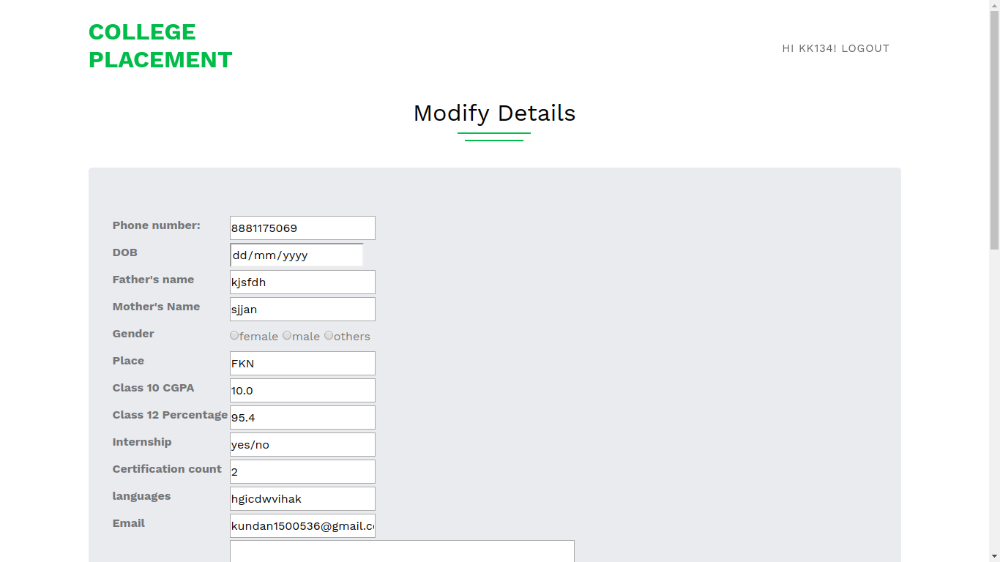 COLLEGE
PLACEMENT
HI KK134! LOGOUT
Modify Details
Phone number: 8881175069
DOB dd/mm/yyyy
Father's name kjsfdh
Mother's Name sjjan
Gender female male others
Place FKN
Class 10 CGPA 10.0
Class 12 Percentage 95.4
Internship yes/no
Certification count 2
languages hgicdwvihak
Email kundan1500536@gmail.c